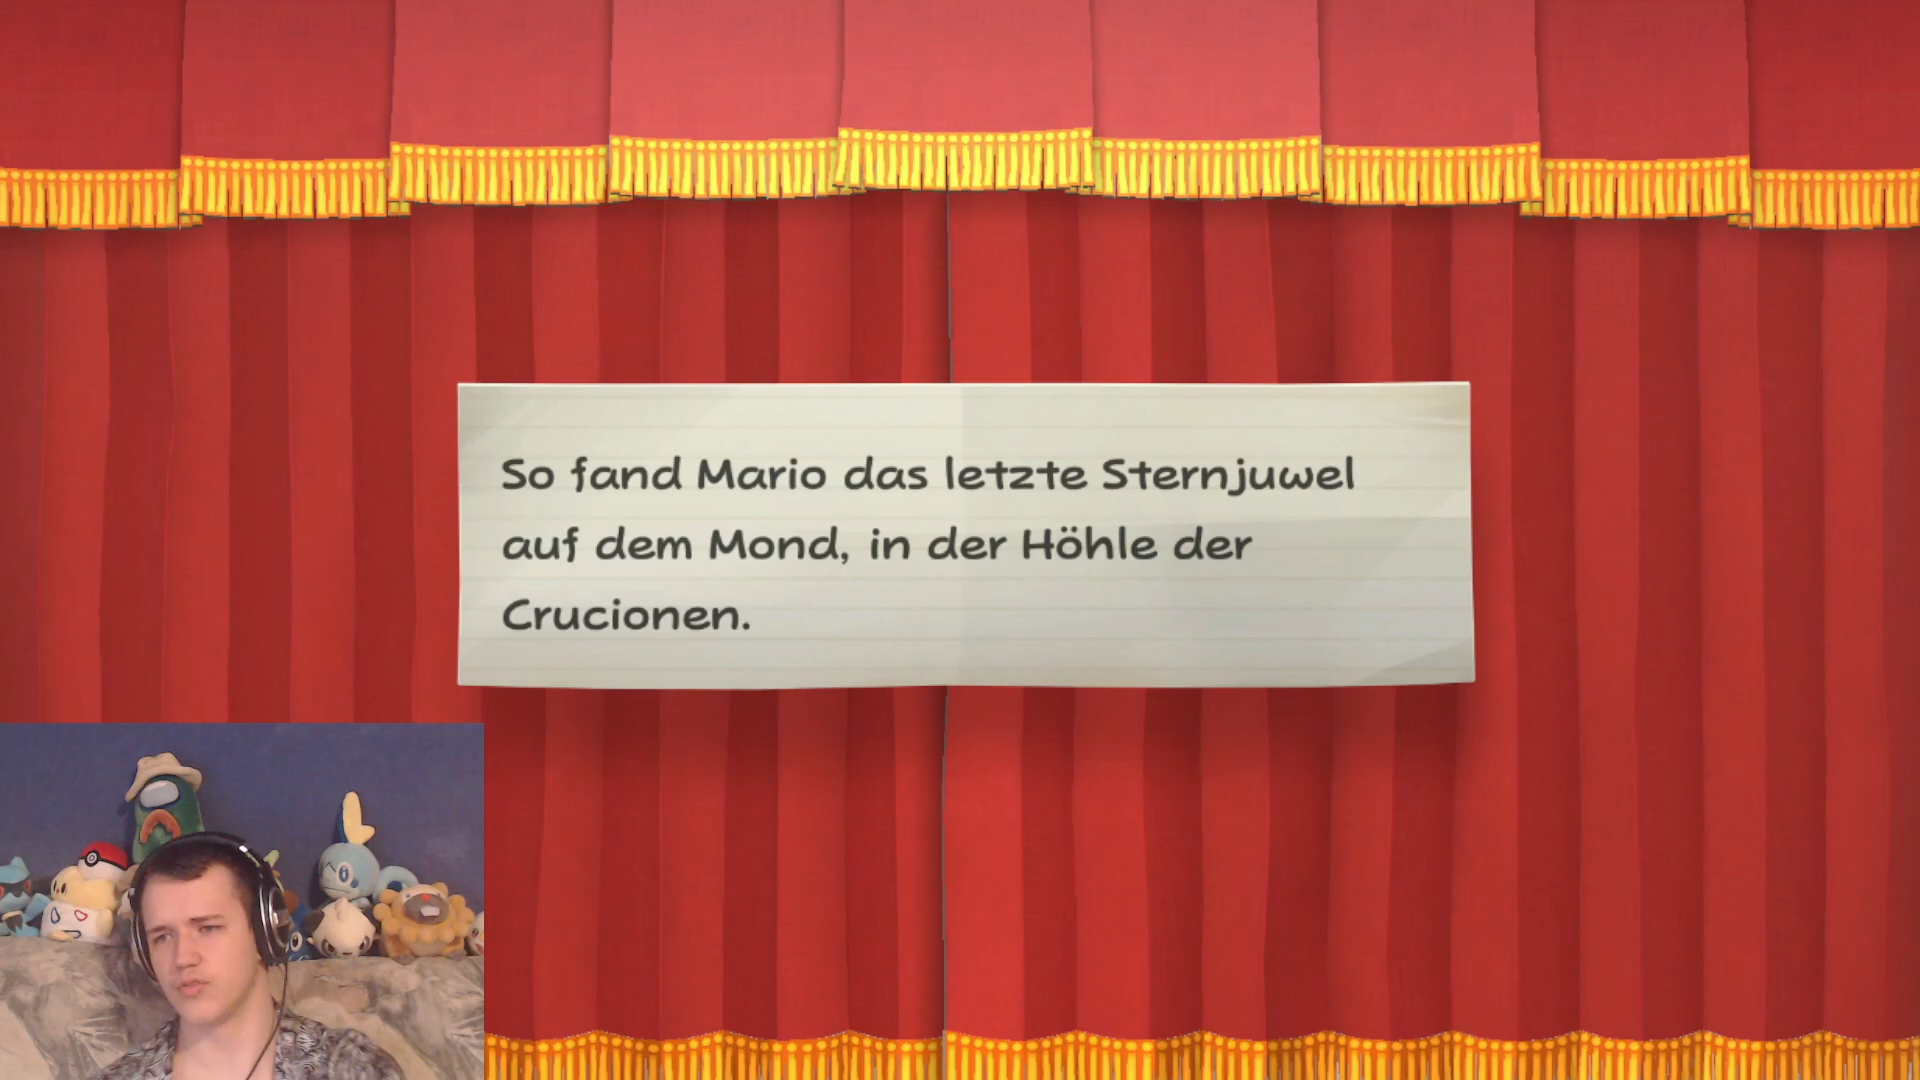 So fand Mario das letzte Sternjuwel
auf dem Mond, in der Höhle der
Crucionen.